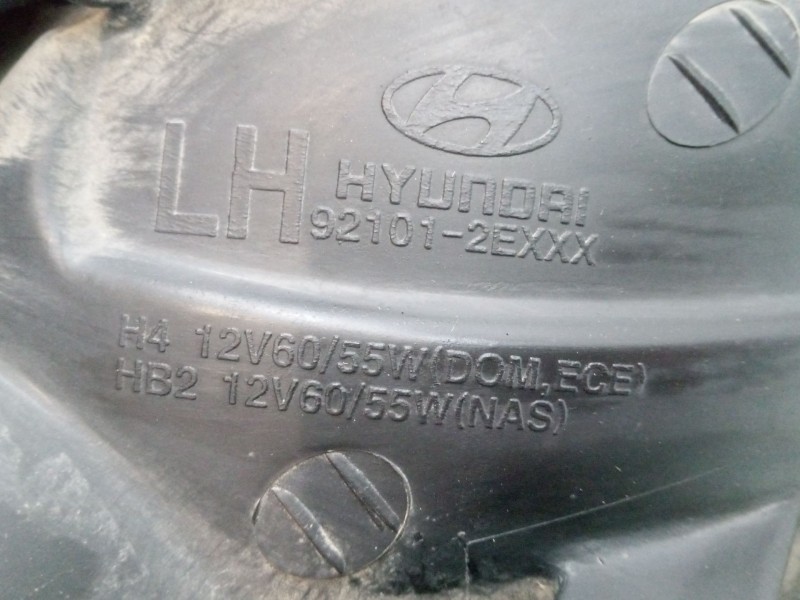 LH
HYUNDAI
92101-2EXXX
H4 12V60/55W(DOM,ECE)
HB2 12V60/55W(NAS)